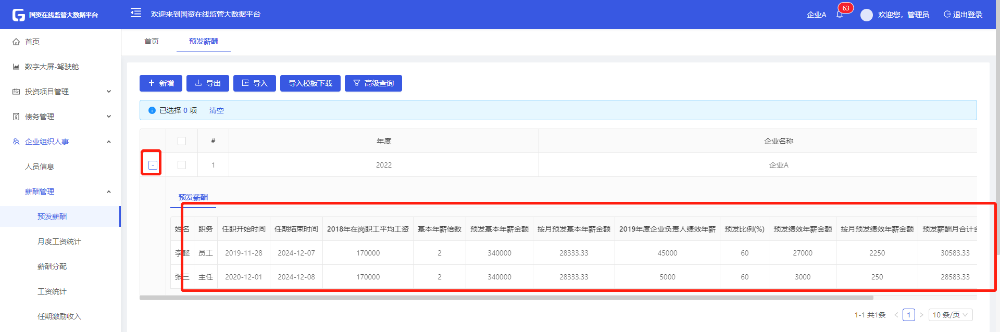 国资在线监管大数据平台
欢迎来到国资在线监管大数据平台
企业A
63
欢迎您，管理员
退出登录
首页
数字大屏-驾驶舱
投资项目管理
债务管理
企业组织人事
人员信息
薪酬管理
预发薪酬
月度工资统计
薪酬分配
工资统计
任期激励收入
首页 预发薪酬
新增 导出 导入 导入模板下载 高级查询
已选择 0 项 清空
# 年度 企业名称
1 2022 企业A
预发薪酬
姓名 职务 任职开始时间 任期结束时间 2018年在岗职工平均工资 基本年薪倍数 预发基本年薪金额 按月预发基本年薪金额 2019年度企业负责人绩效年薪 预发比例(%) 预发绩效年薪金额 按月预发绩效年薪金额 预发薪酬月合计
李懿 员工 2019-11-28 2024-12-07 170000 2 340000 28333.33 45000 60 27000 2250 30583.33
张三 主任 2020-12-01 2024-12-08 170000 2 340000 28333.33 5000 60 3000 250 28583.33
1-1 共1条 < 1 > 10 条/页